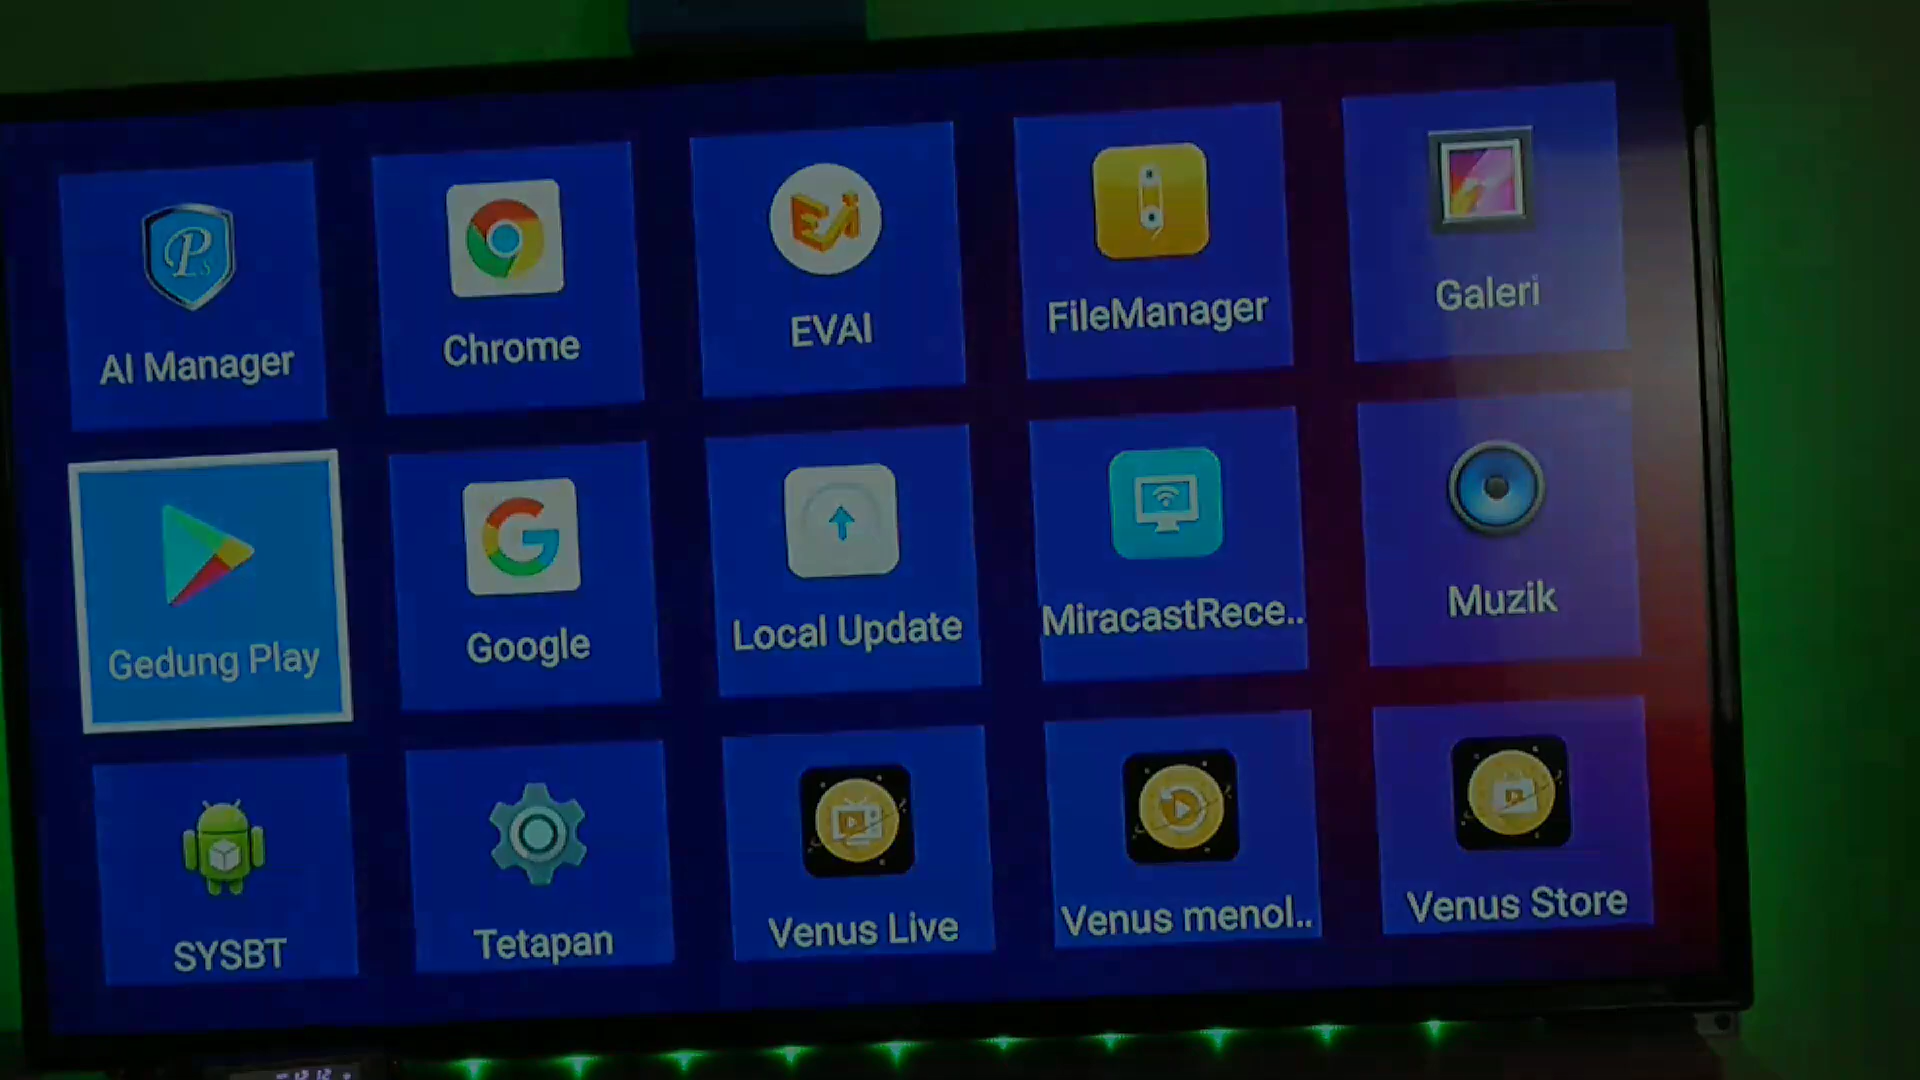 AI Manager
Chrome
EVAI
FileManager
Galeri
Gedung Play
Google
Local Update
MiracastRece..
Muzik
SYSBT
Tetapan
Venus Live
Venus menol..
Venus Store